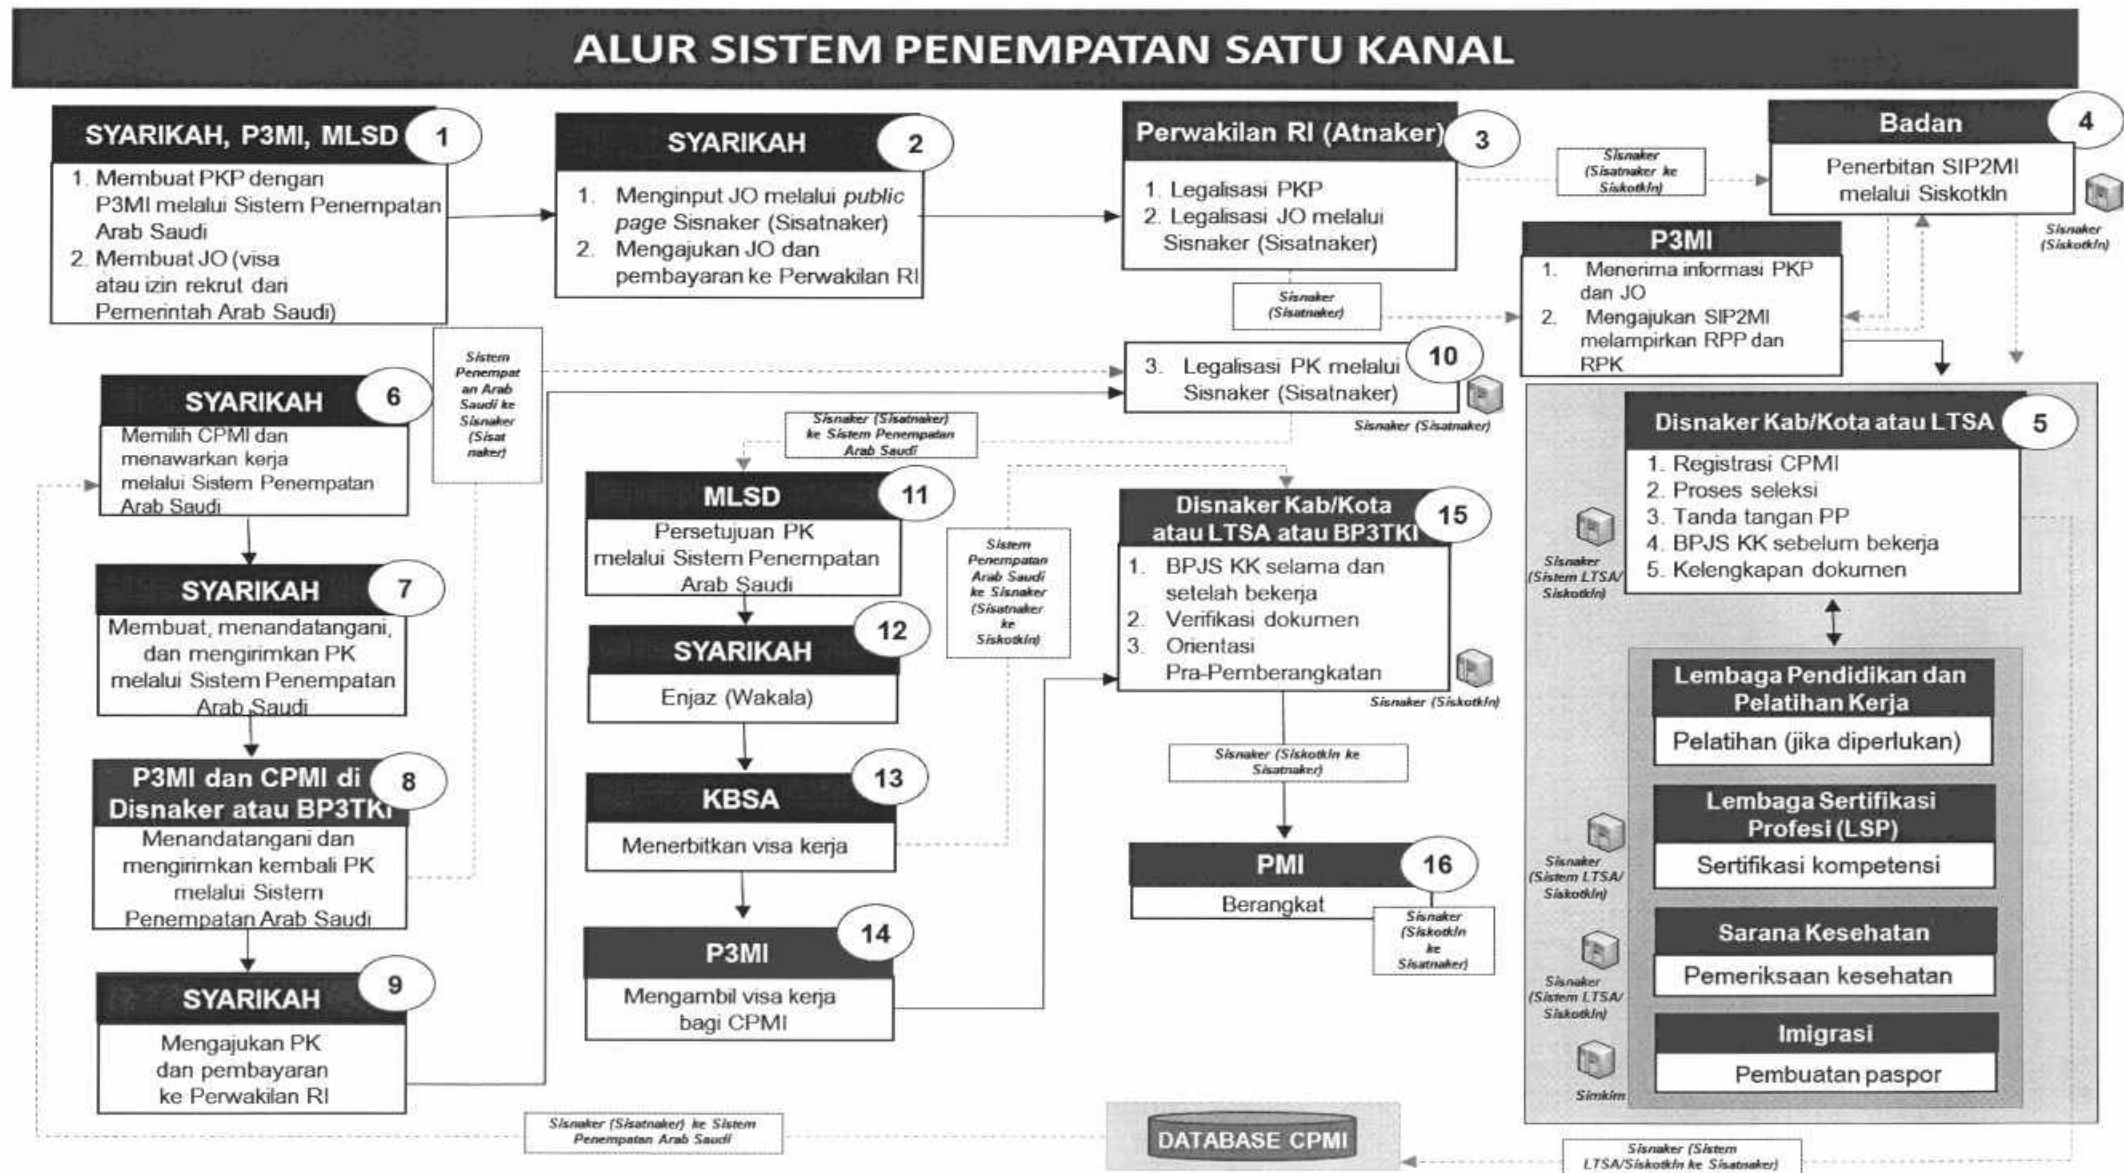 ALUR SISTEM PENEMPATAN SATU KANAL
SYARIKAH, P3MI, MLSD
1
1. Membuat PKP dengan
P3MI melalui Sistem Penempatan
Arab Saudi
2. Membuat JO (visa
atau izin rekrut dari
Pemerintah Arab Saudi)
SYARIKAH
2
1. Menginput JO melalui public
page Sisnaker (Sisatnaker)
2. Mengajukan JO dan
pembayaran ke Perwakilan RI
Perwakilan RI (Atnaker)
3
1. Legalisasi PKP
2. Legalisasi JO melalui
Sisnaker (Sisatnaker)
Sisnaker
(Sisatnaker ke
Siskotkln)
Badan
4
Penerbitan SIP2MI
melalui Siskotkln
Sisnaker
(Siskotkln)
Sisnaker
(Sisatnaker)
P3MI
1. Menerima informasi PKP
dan JO
2. Mengajukan SIP2MI
melampirkan RPP dan
RPK
Disnaker Kab/Kota atau LTSA
5
1. Registrasi CPMI
2. Proses seleksi
3. Tanda tangan PP
4. BPJS KK sebelum bekerja
5. Kelengkapan dokumen
Sisnaker
(Sistem LTSA/
Siskotkln)
Lembaga Pendidikan dan
Pelatihan Kerja
Pelatihan (jika diperlukan)
Lembaga Sertifikasi
Profesi (LSP)
Sertifikasi kompetensi
Sisnaker
(Sistem LTSA/
Siskotkln)
Sarana Kesehatan
Pemeriksaan kesehatan
Sisnaker
(Sistem LTSA/
Siskotkln)
Imigrasi
Pembuatan paspor
Simkim
Sisnaker (Sistem
LTSA/Siskotkln ke Sisatnaker)
DATABASE CPMI
Sisnaker (Sisatnaker) ke Sistem
Penempatan Arab Saudi
SYARIKAH
6
Memilih CPMI dan
menawarkan kerja
melalui Sistem Penempatan
Arab Saudi
SYARIKAH
7
Membuat, menandatangani,
dan mengirimkan PK
melalui Sistem Penempatan
Arab Saudi
P3MI dan CPMI di
Disnaker atau BP3TKI
8
Menandatangani dan
mengirimkan kembali PK
melalui Sistem
Penempatan Arab Saudi
Sistem
Penempat
an Arab
Saudi ke
Sisnaker
(Sisat
naker)
SYARIKAH
9
Mengajukan PK
dan pembayaran
ke Perwakilan RI
10
3. Legalisasi PK melalui
Sisnaker (Sisatnaker)
Sisnaker (Sisatnaker)
Sisnaker (Sisatnaker)
ke Sistem Penempatan
Arab Saudi
MLSD
11
Persetujuan PK
melalui Sistem Penempatan
Arab Saudi
SYARIKAH
12
Enjaz (Wakala)
KBSA
13
Menerbitkan visa kerja
P3MI
14
Mengambil visa kerja
bagi CPMI
Sistem
Penempatan
Arab Saudi
ke Sisnaker
(Sisatnaker
ke
Siskotkln)
Disnaker Kab/Kota
atau LTSA atau BP3TKI
15
1. BPJS KK selama dan
setelah bekerja
2. Verifikasi dokumen
3. Orientasi
Pra-Pemberangkatan
Sisnaker (Siskotkln)
Sisnaker (Siskotkln ke
Sisatnaker)
PMI
16
Berangkat
Sisnaker
(Siskotkln
ke
Sisatnaker)